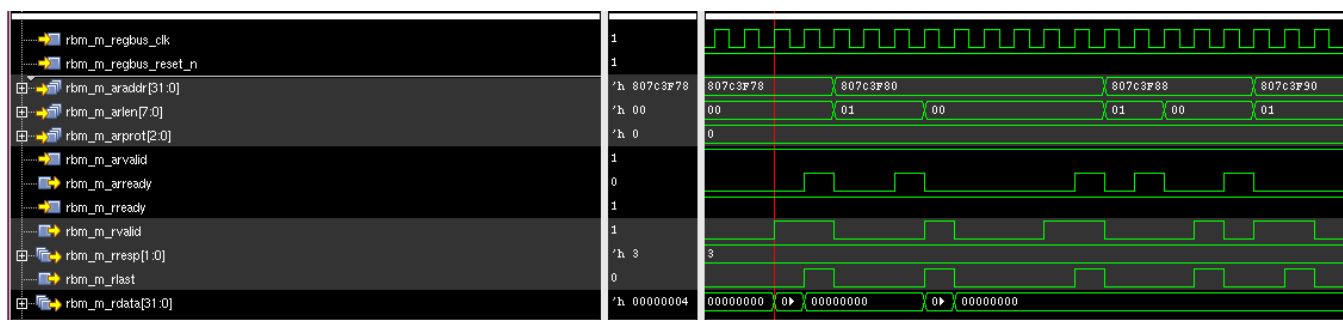 rbm_m_regbus_clk 1
rbm_m_regbus_reset_n 1
rbm_m_araddr[31:0] 'h 807C3F78 807C3F78 807C3F80 807C3F88 807C3F90
rbm_m_arlen[7:0] 'h 00 00 01 00 01 00 01
rbm_m_arprot[2:0] 'h 0 0
rbm_m_arvalid 1
rbm_m_arready 0
rbm_m_rready 1
rbm_m_rvalid 1
rbm_m_rresp[1:0] 'h 3 3
rbm_m_rlast 0
rbm_m_rdata[31:0] 'h 00000004 00000000 0 00000000 0 00000000